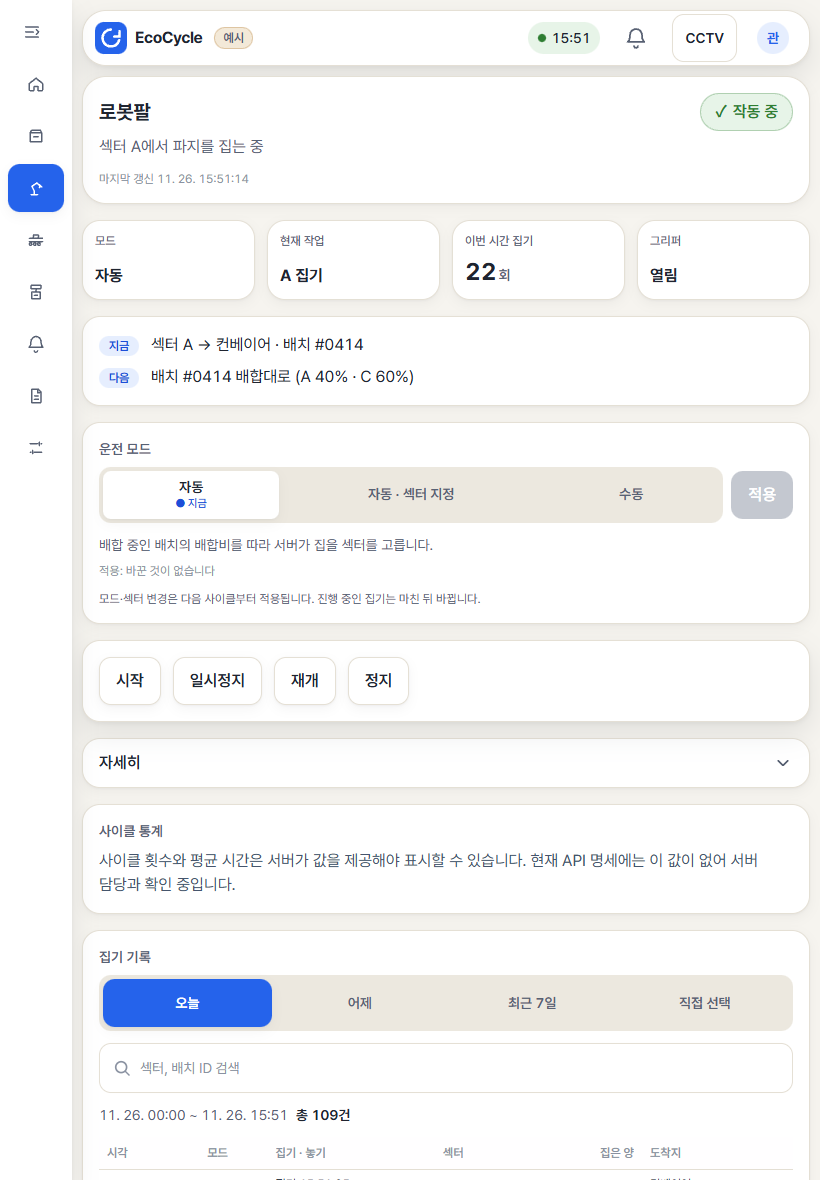 EcoCycle 예시 15:51 CCTV 관
로봇팔
✓ 작동 중
섹터 A에서 파지를 집는 중
마지막 갱신 11. 26. 15:51:14
모드 현재 작업 이번 시간 집기 그리퍼
자동 A 집기 22회 열림
지금 섹터 A → 컨베이어 · 배치 #0414
다음 배치 #0414 배합대로 (A 40% · C 60%)
운전 모드
자동 자동 · 섹터 지정 수동 적용
지금
배합 중인 배치의 배합비를 따라 서버가 집을 섹터를 고릅니다.
적용: 바꾼 것이 없습니다
모드·섹터 변경은 다음 사이클부터 적용됩니다. 진행 중인 집기는 마친 뒤 바뀝니다.
시작 일시정지 재개 정지
자세히
사이클 통계
사이클 횟수와 평균 시간은 서버가 값을 제공해야 표시할 수 있습니다. 현재 API 명세에는 이 값이 없어 서버
담당과 확인 중입니다.
집기 기록
오늘 어제 최근 7일 직접 선택
섹터, 배치 ID 검색
11. 26. 00:00 ~ 11. 26. 15:51 총 109건
시각 모드 집기 · 놓기 섹터 집은 양 도착지